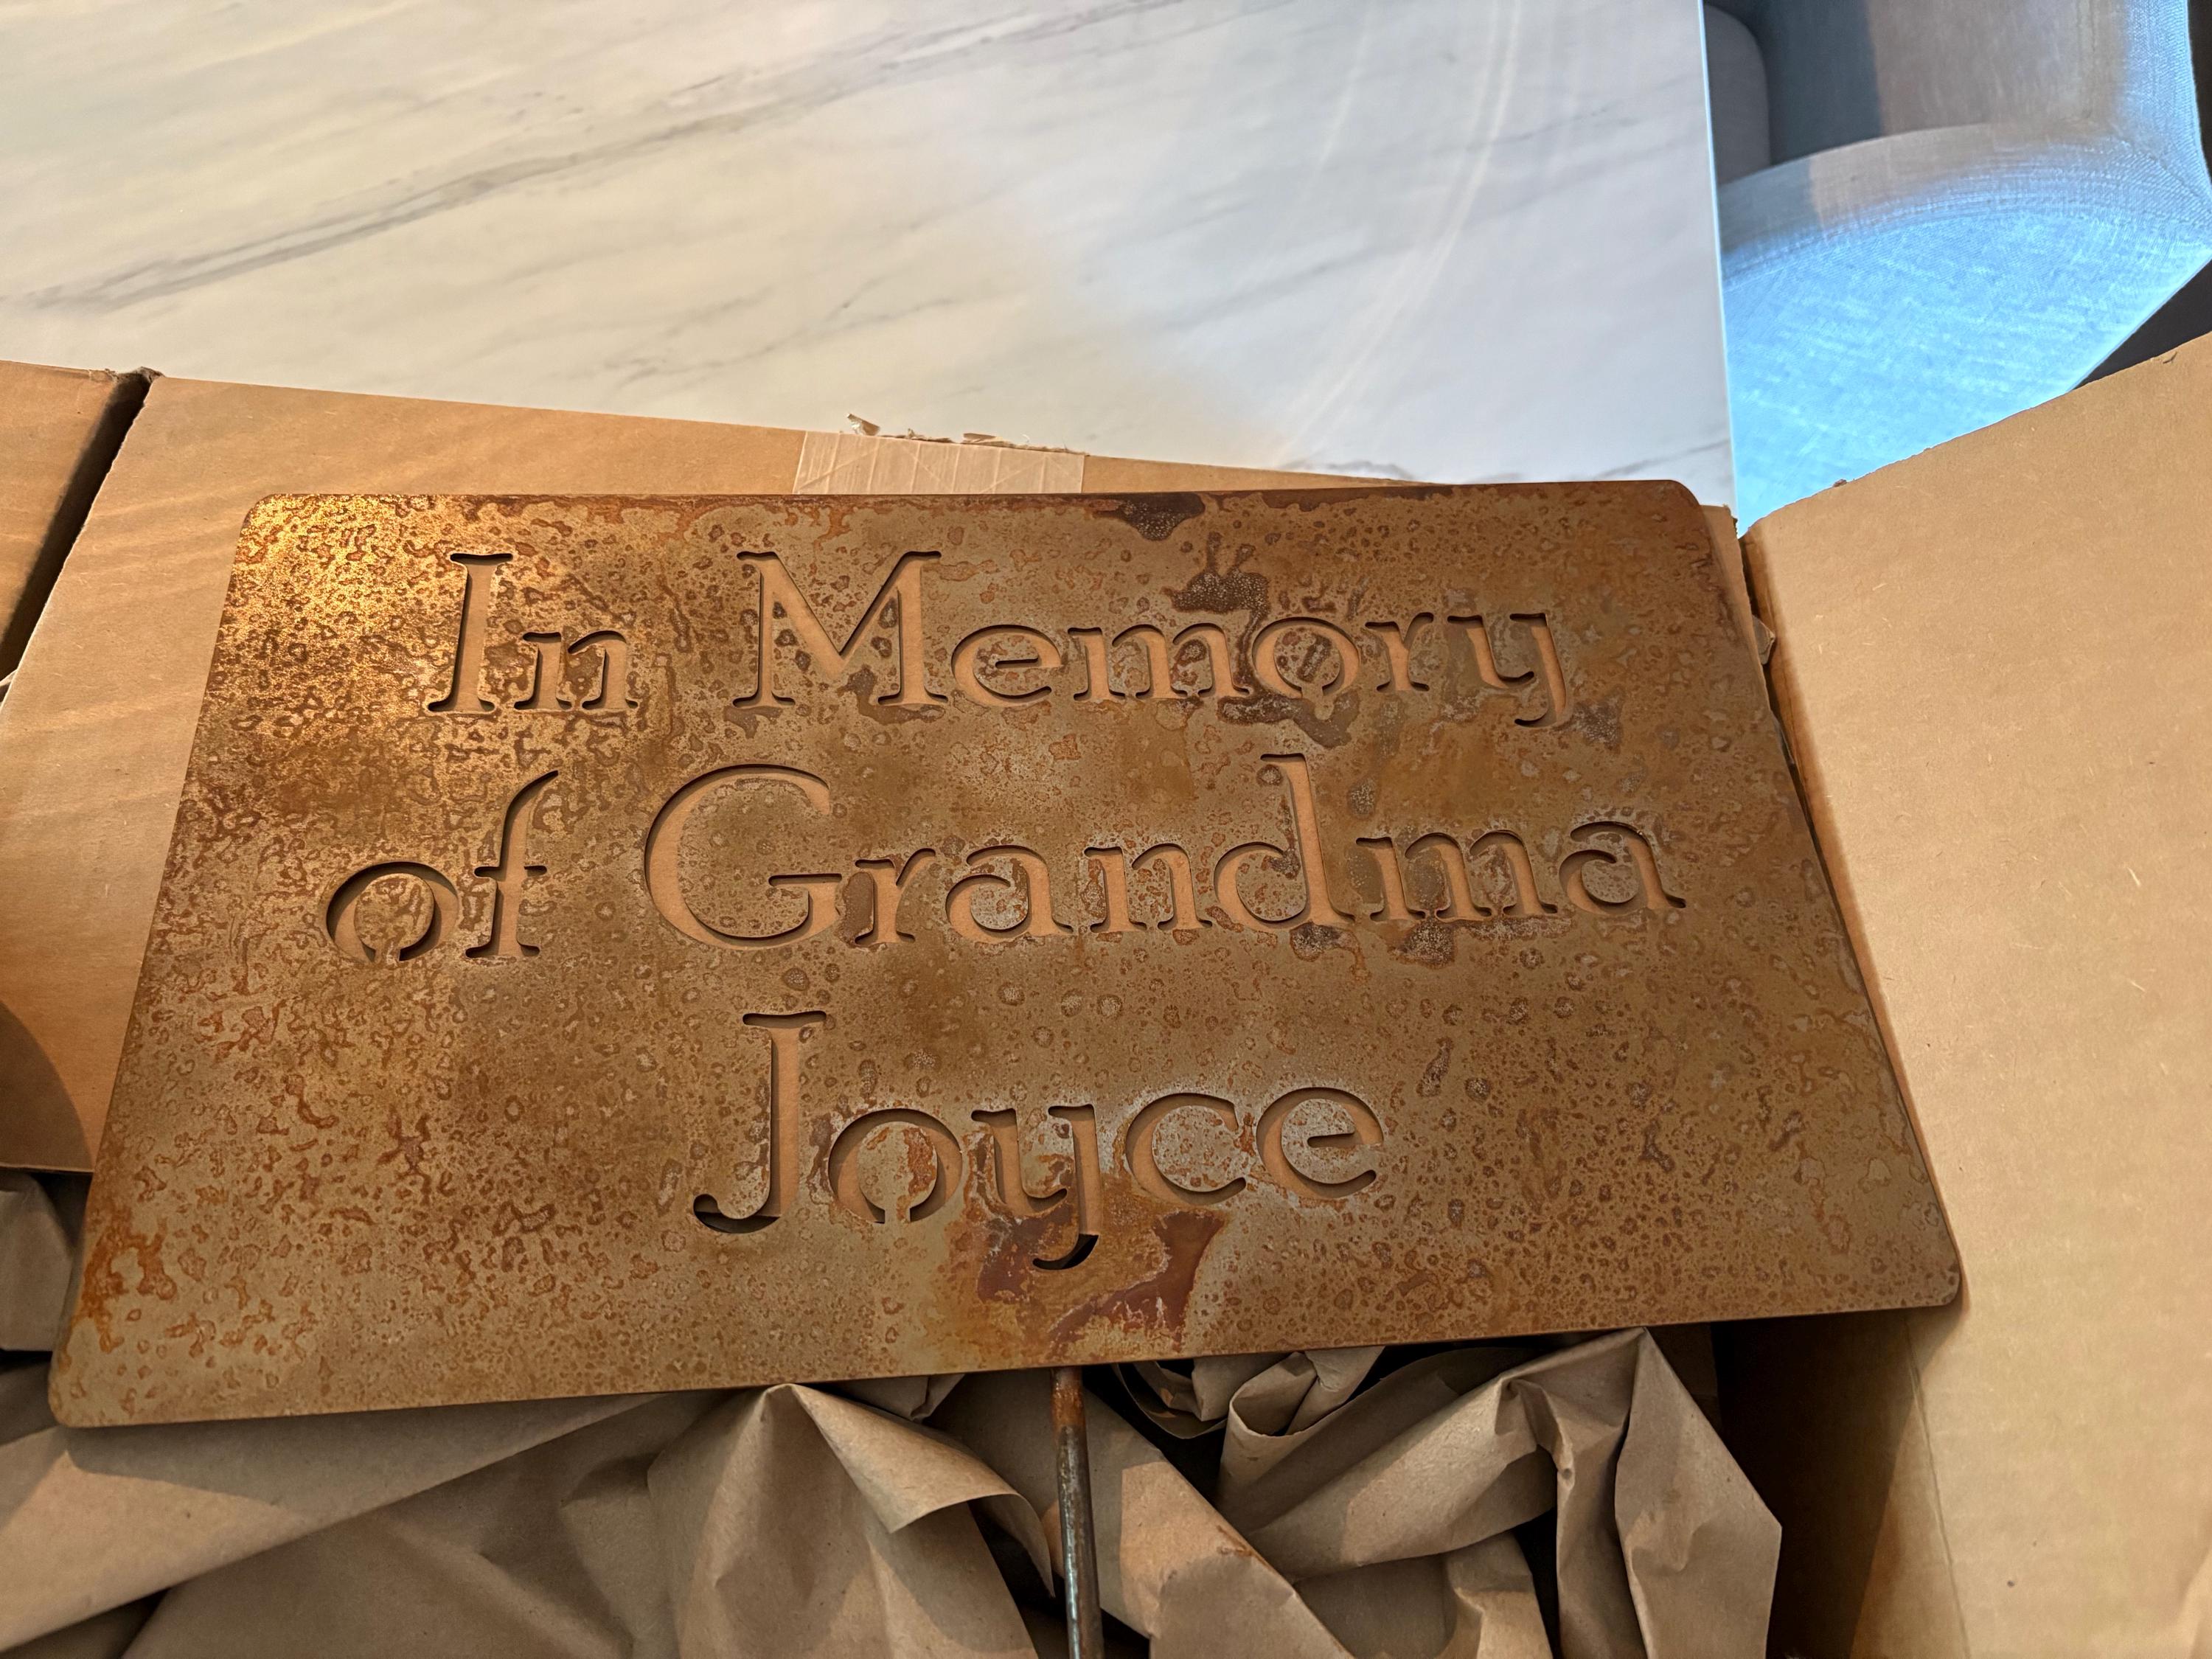 In Memory
of Grandma
Joyce